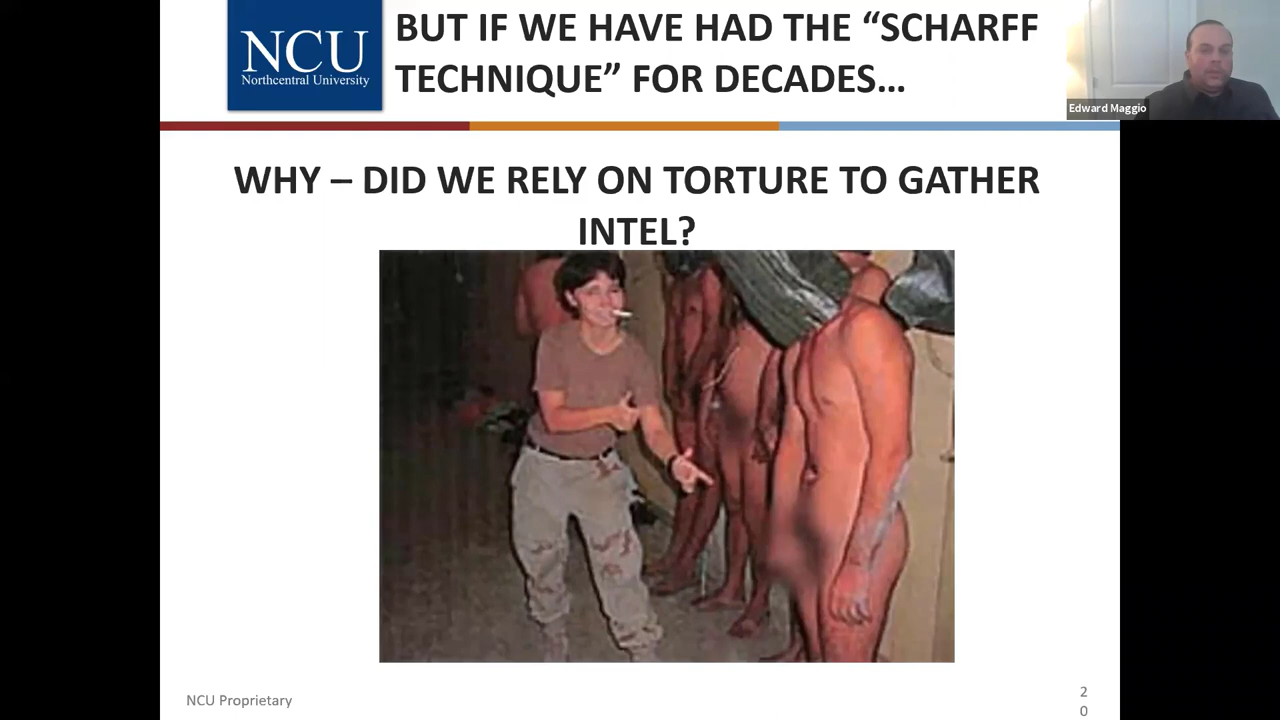 NCU
Northcentral University
BUT IF WE HAVE HAD THE “SCHARFF
TECHNIQUE” FOR DECADES…
Edward Maggio
WHY – DID WE RELY ON TORTURE TO GATHER
INTEL?
NCU Proprietary
2
0